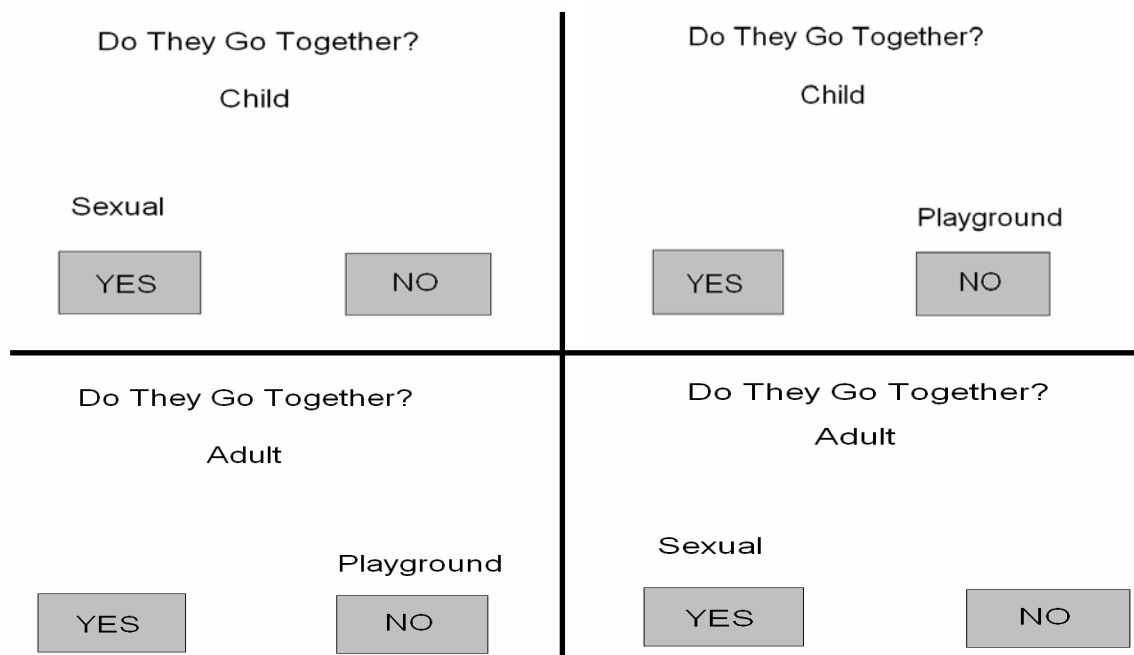 Do They Go Together?
Child
Sexual
YES NO
Do They Go Together?
Child
Playground
YES NO
Do They Go Together?
Adult
Playground
YES NO
Do They Go Together?
Adult
Sexual
YES NO